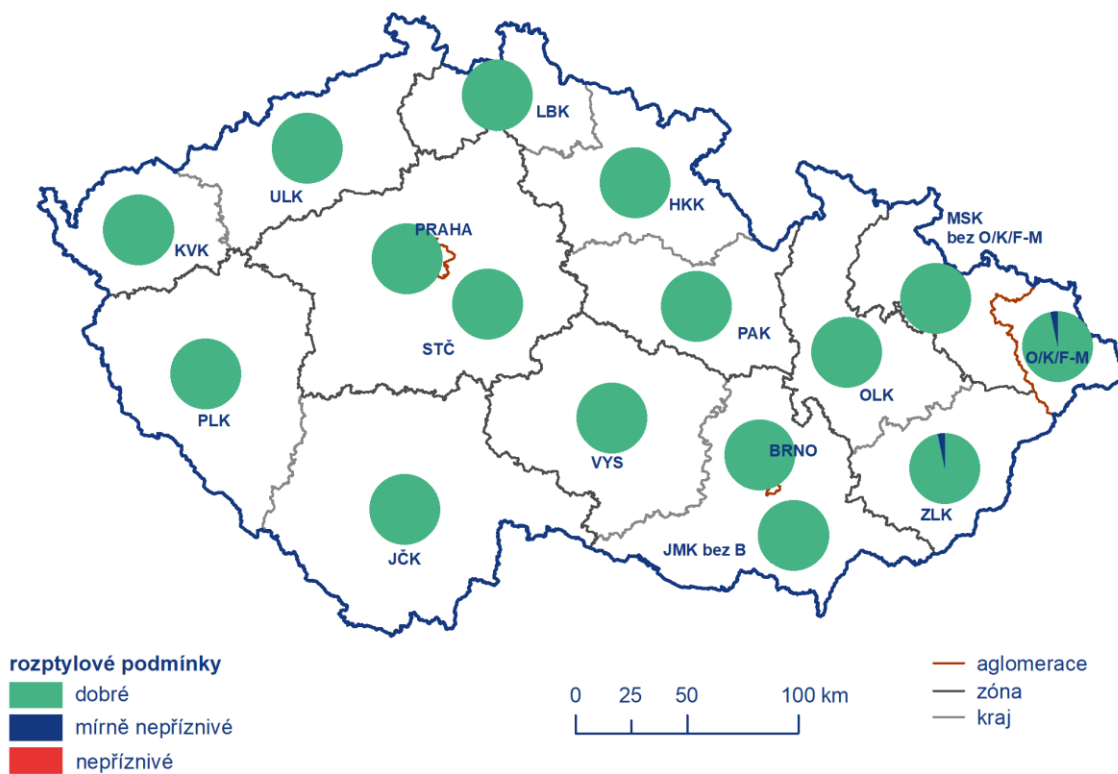 LBK
ULK
HKK
KVK
PRAHA
MSK
bez O/K/F-M
STČ
PAK
O/K/F-M
PLK
OLK
VYS
BRNO
ZLK
JČK
JMK bez B
rozptylové podmínky
dobré
mírně nepříznivé
nepříznivé
0 25 50 100 km
aglomerace
zóna
kraj